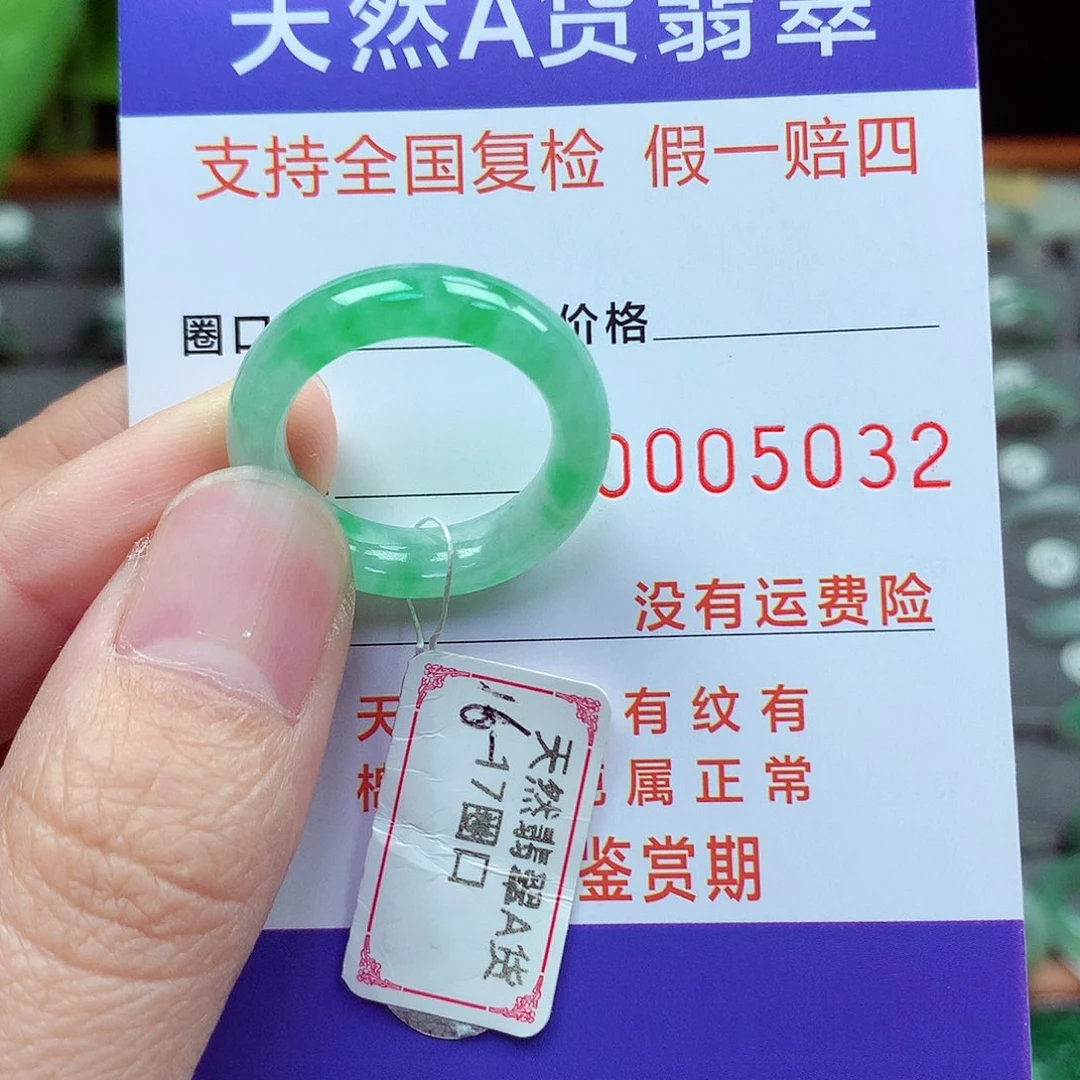 天然A货翡翠
支持全国复检 假一赔四
圈口
价格
0005032
没有运费险
天 有纹有
棉 属正常
鉴赏期
天然翡翠A货
16-17圈口